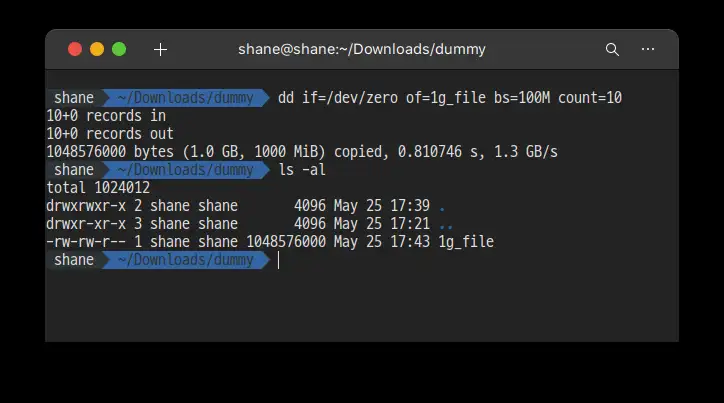 shane@shane:~/Downloads/dummy
shane ~/Downloads/dummy dd if=/dev/zero of=1g_file bs=100M count=10
10+0 records in
10+0 records out
1048576000 bytes (1.0 GB, 1000 MiB) copied, 0.810746 s, 1.3 GB/s
shane ~/Downloads/dummy ls -al
total 1024012
drwxrwxr-x 2 shane shane       4096 May 25 17:39 .
drwxr-xr-x 3 shane shane       4096 May 25 17:21 ..
-rw-rw-r-- 1 shane shane 1048576000 May 25 17:43 1g_file
shane ~/Downloads/dummy